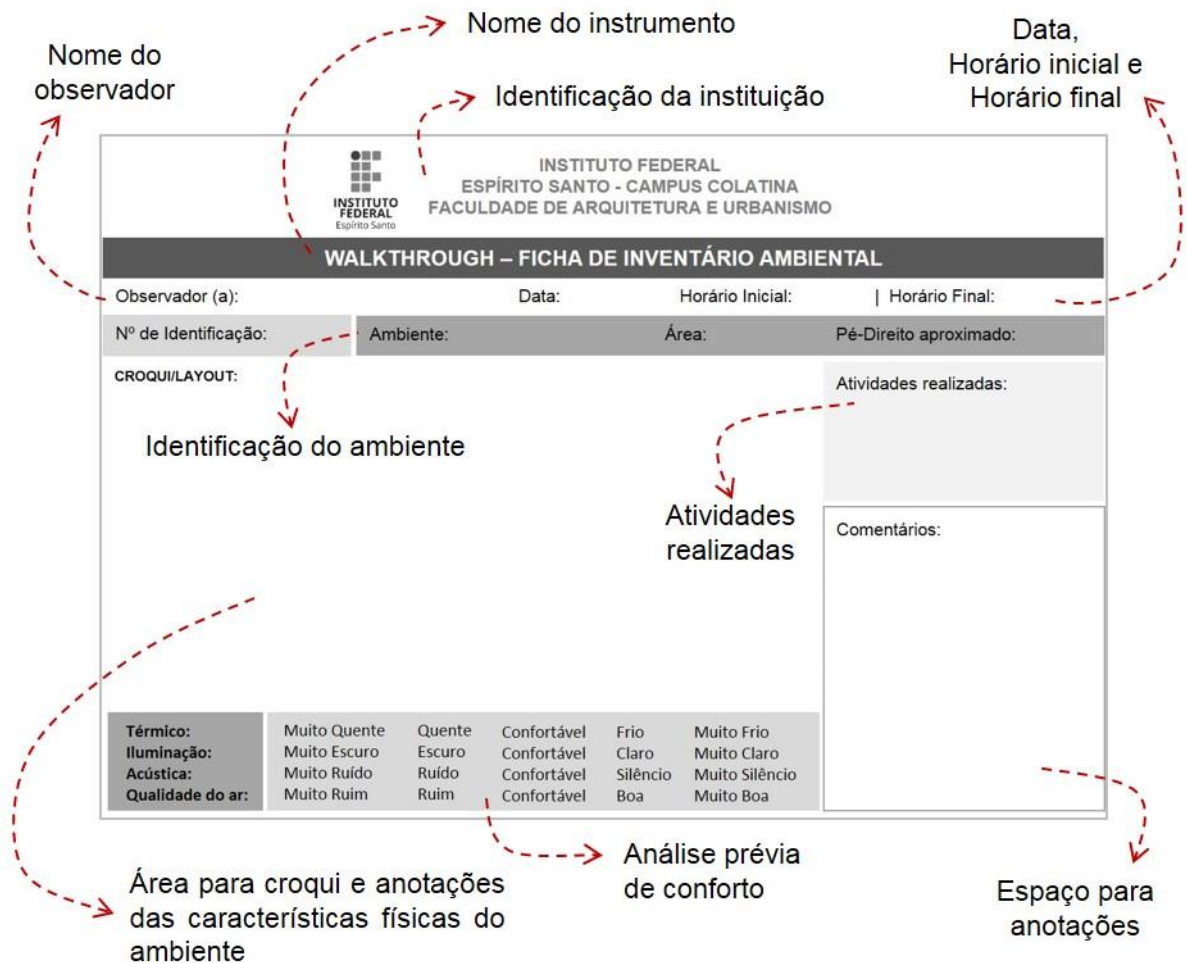 Nome do instrumento
Nome do
observador
Data,
Horário inicial e
Horário final
Identificação da instituição
INSTITUTO
FEDERAL
Espírito Santo
INSTITUTO FEDERAL
ESPÍRITO SANTO - CAMPUS COLATINA
FACULDADE DE ARQUITETURA E URBANISMO
WALKTHROUGH – FICHA DE INVENTÁRIO AMBIENTAL
Observador (a): Data: Horário Inicial: | Horário Final:
Nº de Identificação: Ambiente: Área: Pé-Direito aproximado:
CROQUI/LAYOUT:
Atividades realizadas:
Identificação do ambiente
Atividades
realizadas
Comentários:
Térmico: Muito Quente Quente Confortável Frio Muito Frio
Iluminação: Muito Escuro Escuro Confortável Claro Muito Claro
Acústica: Muito Ruído Ruído Confortável Silêncio Muito Silêncio
Qualidade do ar: Muito Ruim Ruim Confortável Boa Muito Boa
Área para croqui e anotações
das características físicas do
ambiente
Análise prévia
de conforto
Espaço para
anotações